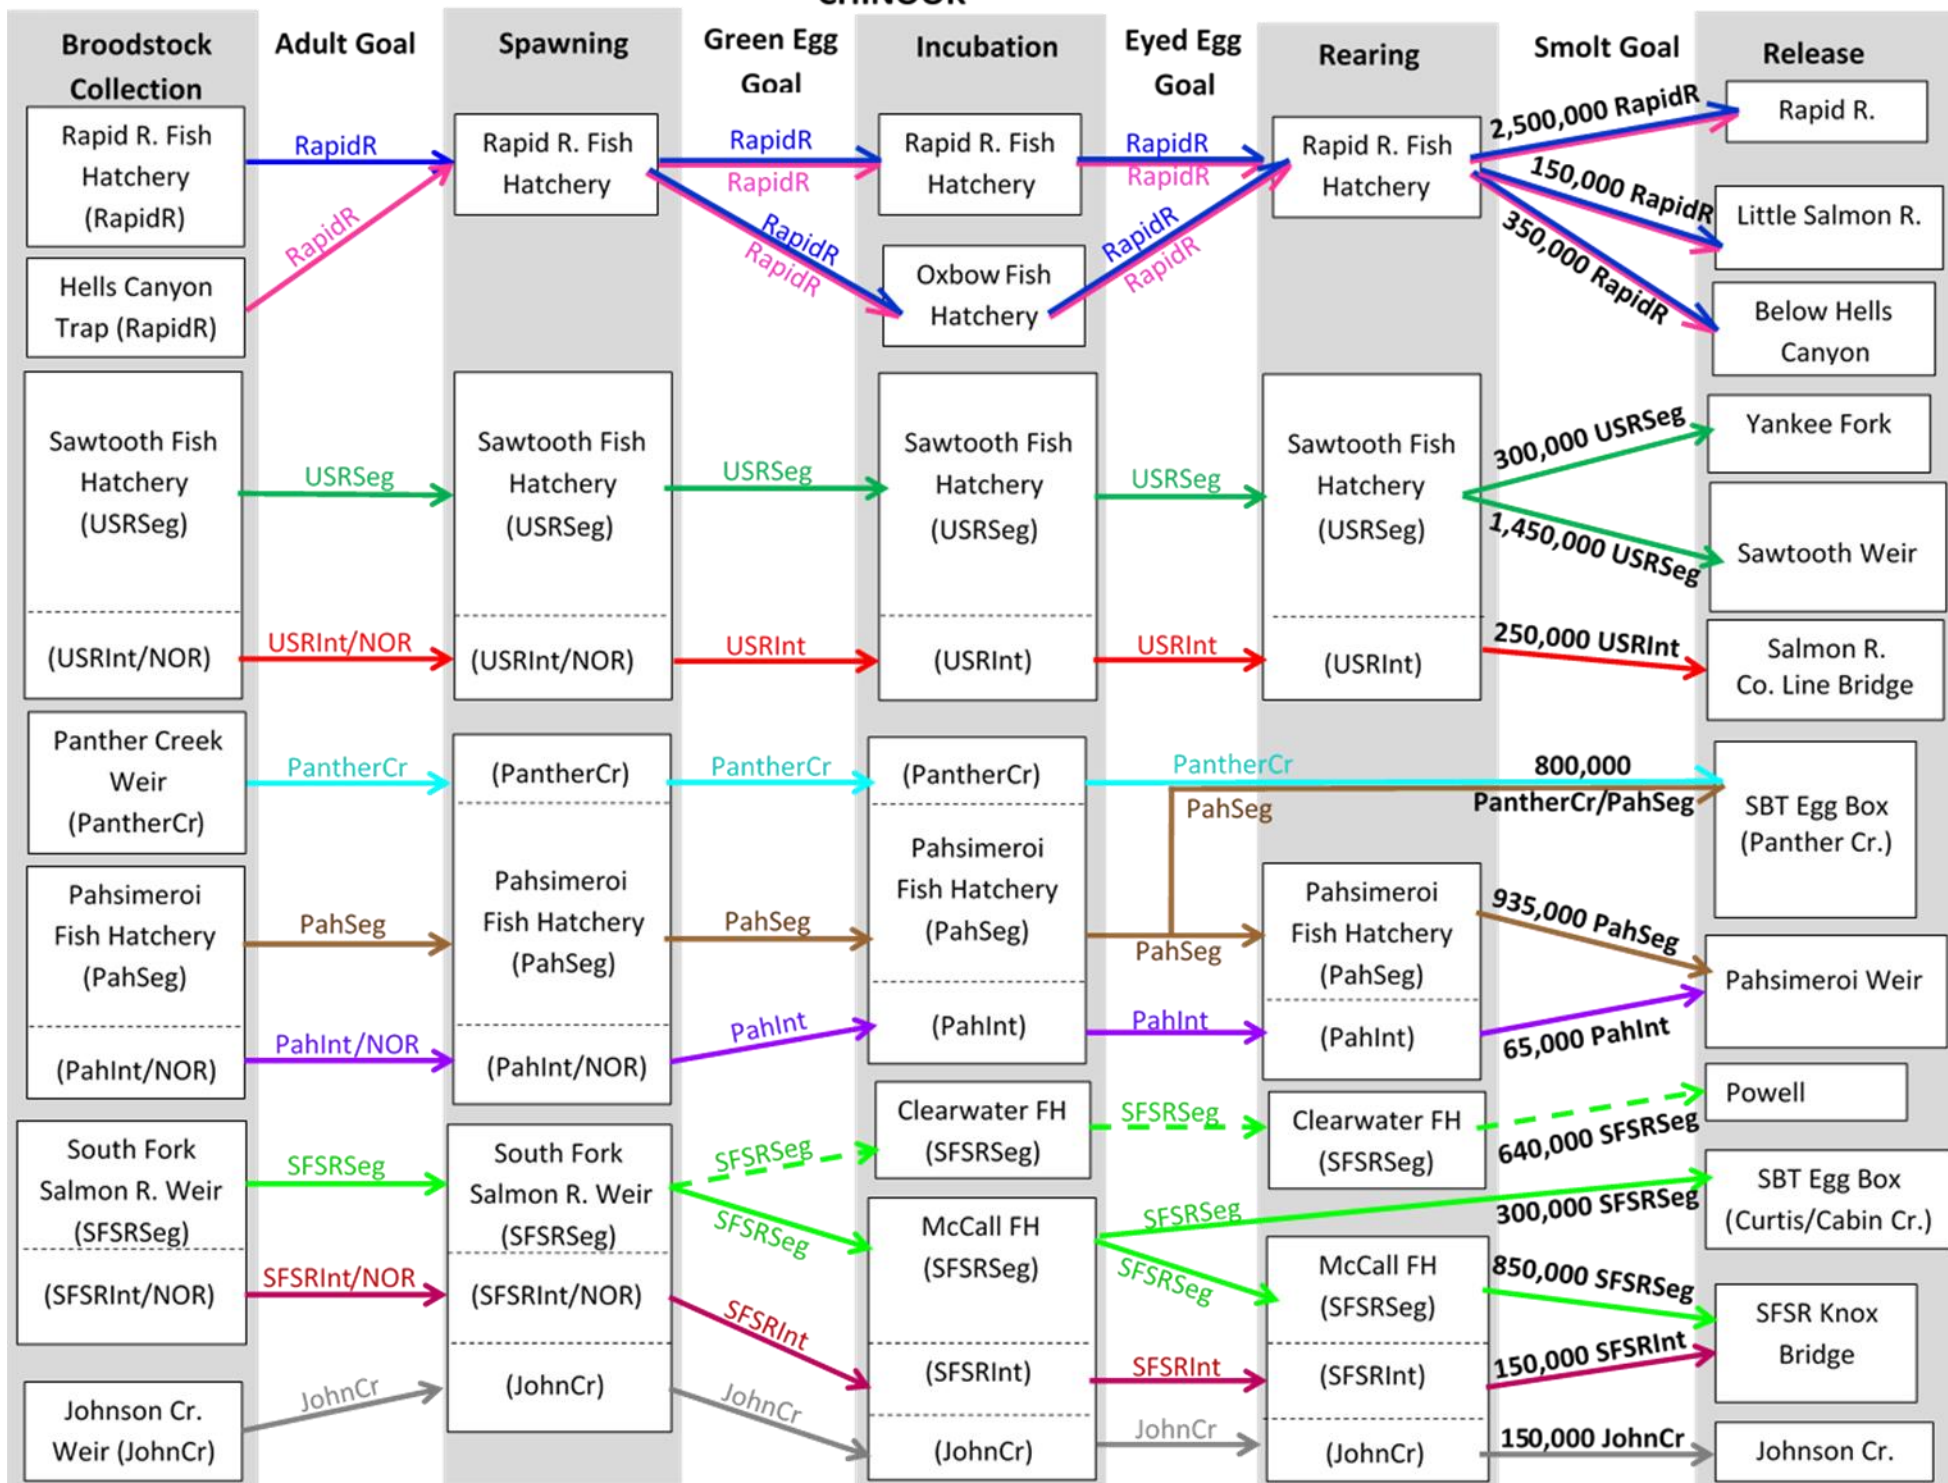 CHINOOK
Broodstock
Collection
Adult Goal
Spawning
Green Egg
Goal
Incubation
Eyed Egg
Goal
Rearing
Smolt Goal
Release
Rapid R. Fish
Hatchery
(RapidR)
RapidR
Rapid R. Fish
Hatchery
RapidR
RapidR
Rapid R. Fish
Hatchery
RapidR
RapidR
Rapid R. Fish
Hatchery
2,500,000 RapidR
Rapid R.
150,000 RapidR
Little Salmon R.
350,000 RapidR
Below Hells
Canyon
Hells Canyon
Trap (RapidR)
RapidR
RapidR
RapidR
Oxbow Fish
Hatchery
RapidR
RapidR
Sawtooth Fish
Hatchery
(USRSeg)
USRSeg
Sawtooth Fish
Hatchery
(USRSeg)
USRSeg
Sawtooth Fish
Hatchery
(USRSeg)
USRSeg
Sawtooth Fish
Hatchery
(USRSeg)
300,000 USRSeg
Yankee Fork
1,450,000 USRSeg
Sawtooth Weir
(USRInt/NOR)
USRInt/NOR
(USRInt/NOR)
USRInt
(USRInt)
USRInt
(USRInt)
250,000 USRInt
Salmon R.
Co. Line Bridge
Panther Creek
Weir
(PantherCr)
PantherCr
(PantherCr)
PantherCr
(PantherCr)
PantherCr
PahSeg
800,000
PantherCr/PahSeg
SBT Egg Box
(Panther Cr.)
Pahsimeroi
Fish Hatchery
(PahSeg)
PahSeg
Pahsimeroi
Fish Hatchery
(PahSeg)
PahSeg
Pahsimeroi
Fish Hatchery
(PahSeg)
PahSeg
Pahsimeroi
Fish Hatchery
(PahSeg)
935,000 PahSeg
Pahsimeroi Weir
(PahInt/NOR)
PahInt/NOR
(PahInt/NOR)
PahInt
(PahInt)
PahInt
(PahInt)
65,000 PahInt
South Fork
Salmon R. Weir
(SFSRSeg)
SFSRSeg
South Fork
Salmon R. Weir
(SFSRSeg)
SFSRSeg
Clearwater FH
(SFSRSeg)
SFSRSeg
Clearwater FH
(SFSRSeg)
640,000 SFSRSeg
Powell
SFSRSeg
McCall FH
(SFSRSeg)
SFSRSeg
300,000 SFSRSeg
SBT Egg Box
(Curtis/Cabin Cr.)
SFSRSeg
McCall FH
(SFSRSeg)
850,000 SFSRSeg
SFSR Knox
Bridge
(SFSRInt/NOR)
SFSRInt/NOR
(SFSRInt/NOR)
SFSRInt
(SFSRInt)
SFSRInt
(SFSRInt)
150,000 SFSRInt
Johnson Cr.
Weir (JohnCr)
JohnCr
(JohnCr)
JohnCr
(JohnCr)
JohnCr
(JohnCr)
150,000 JohnCr
Johnson Cr.